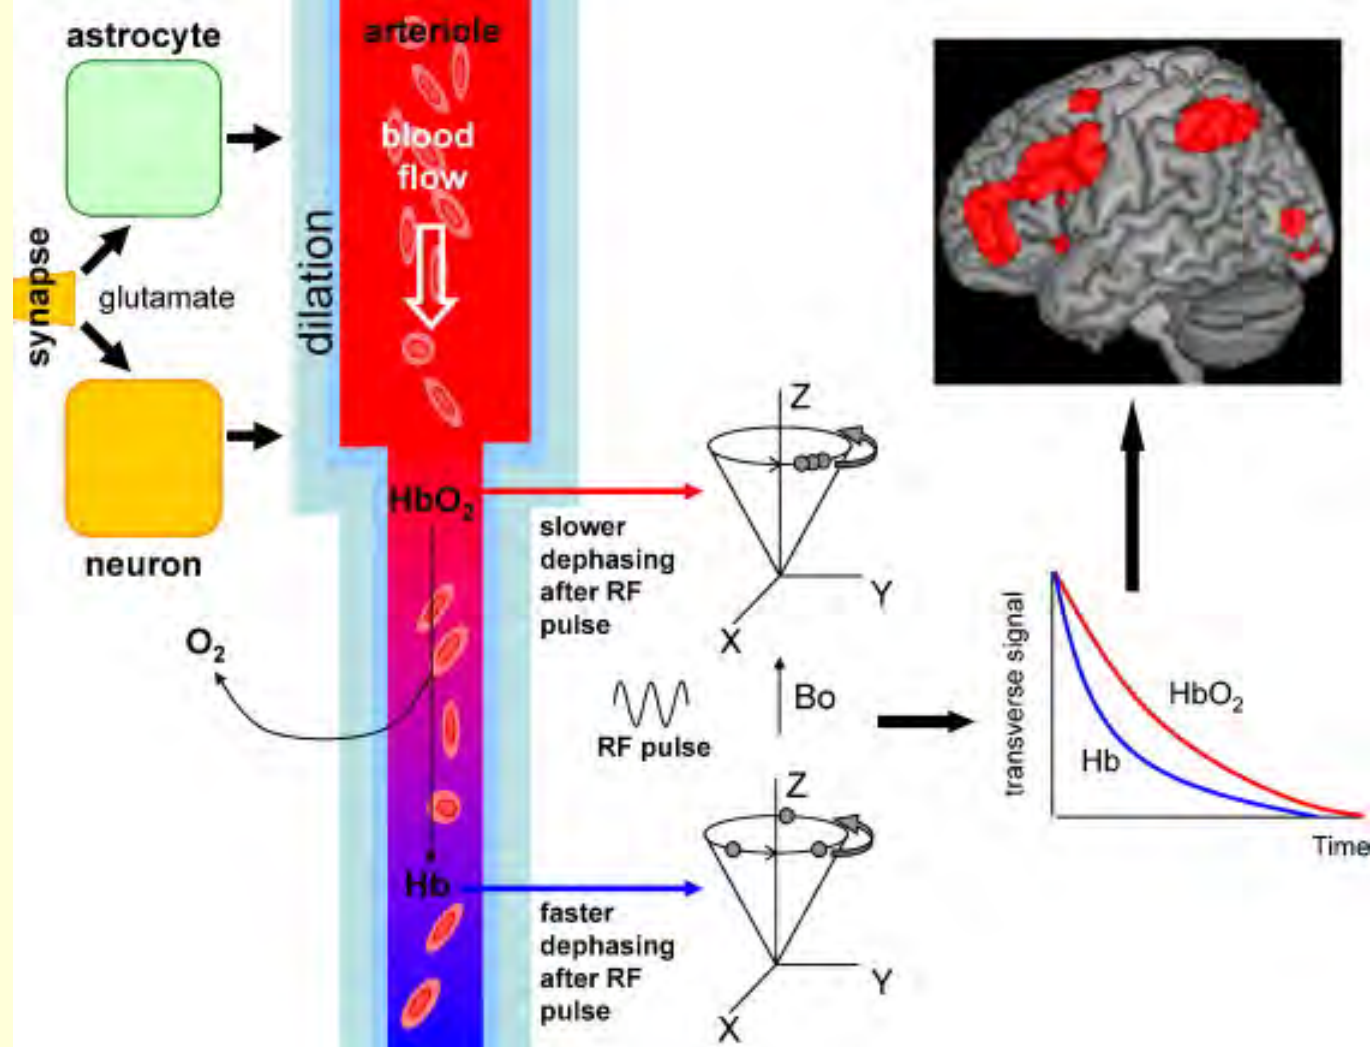 astrocyte
arteriole
blood
flow
dilation
synapse
glutamate
neuron
HbO2
slower
dephasing
after RF
pulse
Z
Y
X
O2
RF pulse
Bo
transverse signal
HbO2
Hb
Time
Hb
faster
dephasing
after RF
pulse
Z
Y
X